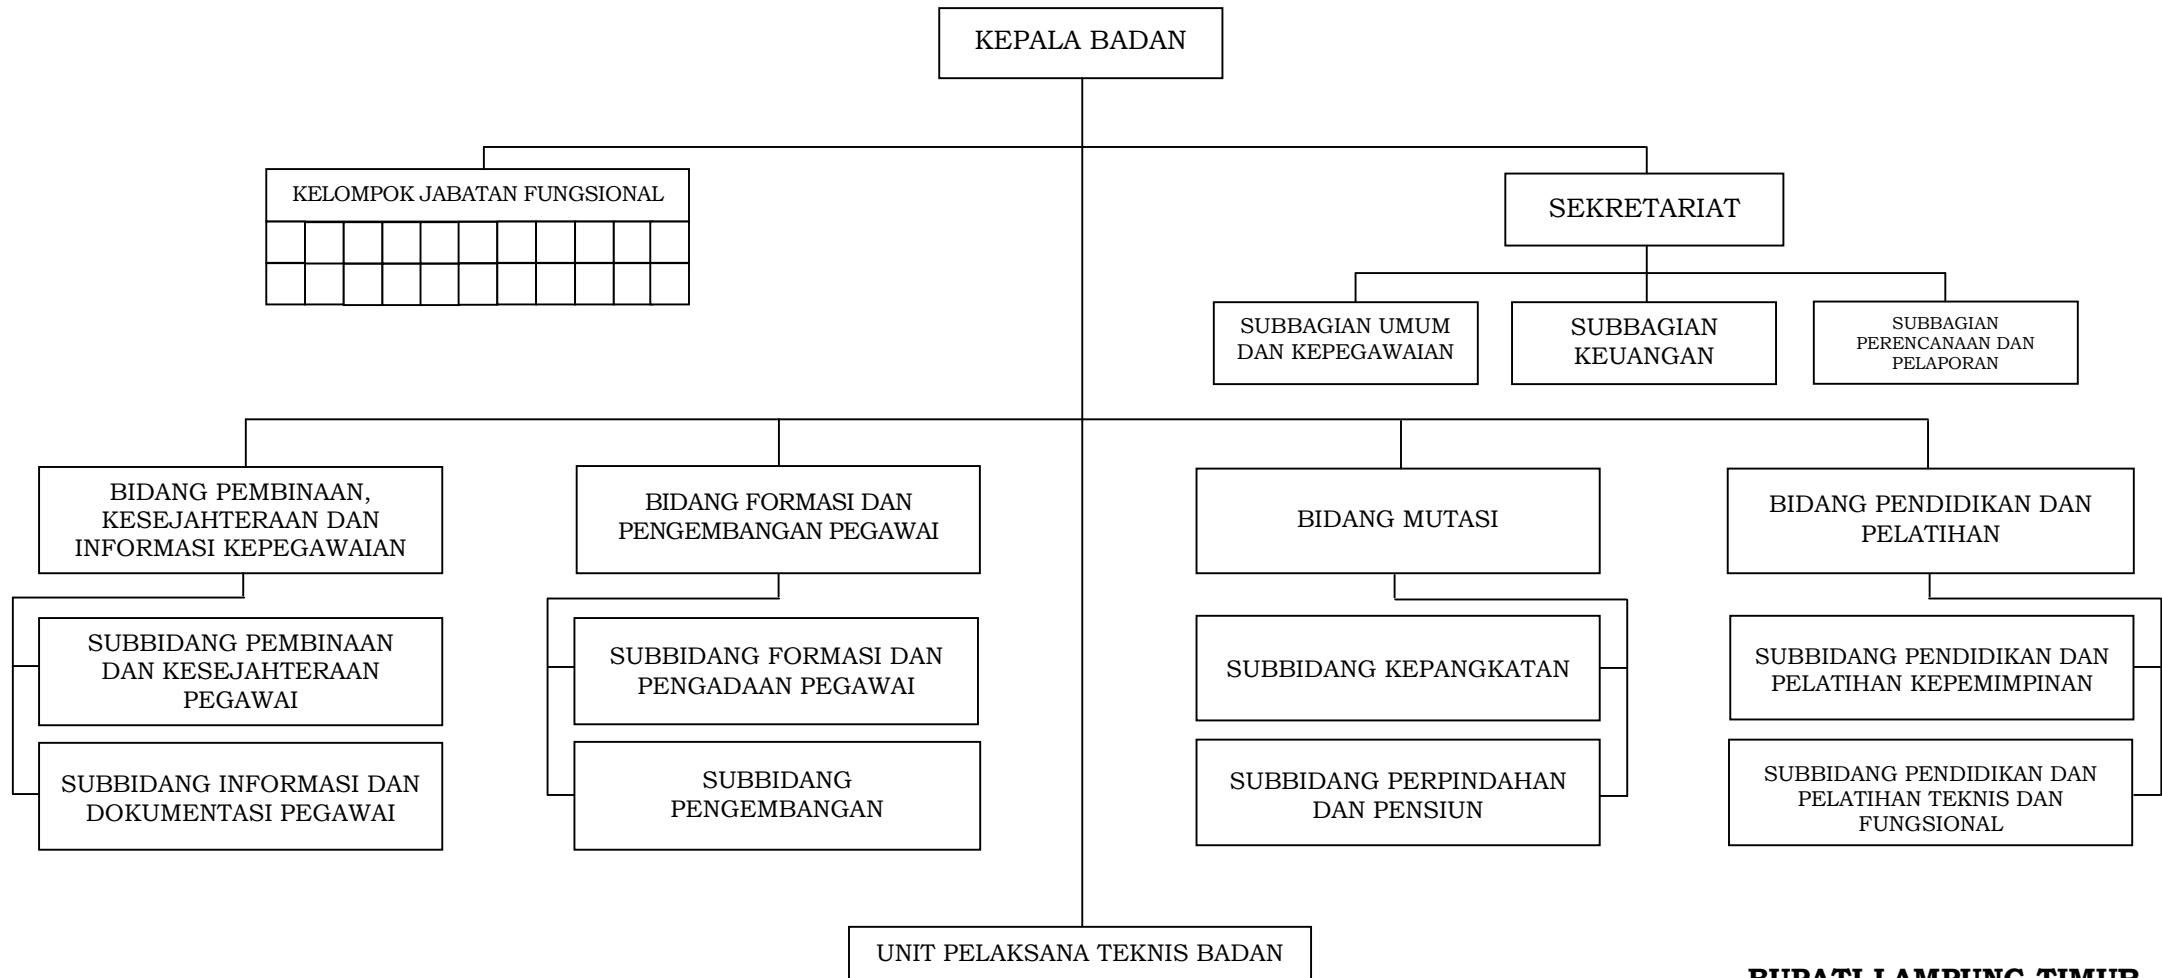 KEPALA BADAN
KELOMPOK JABATAN FUNGSIONAL
SEKRETARIAT
SUBBAGIAN UMUM
DAN KEPEGAWAIAN
SUBBAGIAN
KEUANGAN
SUBBAGIAN
PERENCANAAN DAN
PELAPORAN
BIDANG PEMBINAAN,
KESEJAHTERAAN DAN
INFORMASI KEPEGAWAIAN
BIDANG FORMASI DAN
PENGEMBANGAN PEGAWAI
BIDANG MUTASI
BIDANG PENDIDIKAN DAN
PELATIHAN
SUBBIDANG PEMBINAAN
DAN KESEJAHTERAAN
PEGAWAI
SUBBIDANG FORMASI DAN
PENGADAAN PEGAWAI
SUBBIDANG KEPANGKATAN
SUBBIDANG PENDIDIKAN DAN
PELATIHAN KEPEMIMPINAN
SUBBIDANG INFORMASI DAN
DOKUMENTASI PEGAWAI
SUBBIDANG
PENGEMBANGAN
SUBBIDANG PERPINDAHAN
DAN PENSIUN
SUBBIDANG PENDIDIKAN DAN
PELATIHAN TEKNIS DAN
FUNGSIONAL
UNIT PELAKSANA TEKNIS BADAN
BUPATI LAMPUNG TIMUR